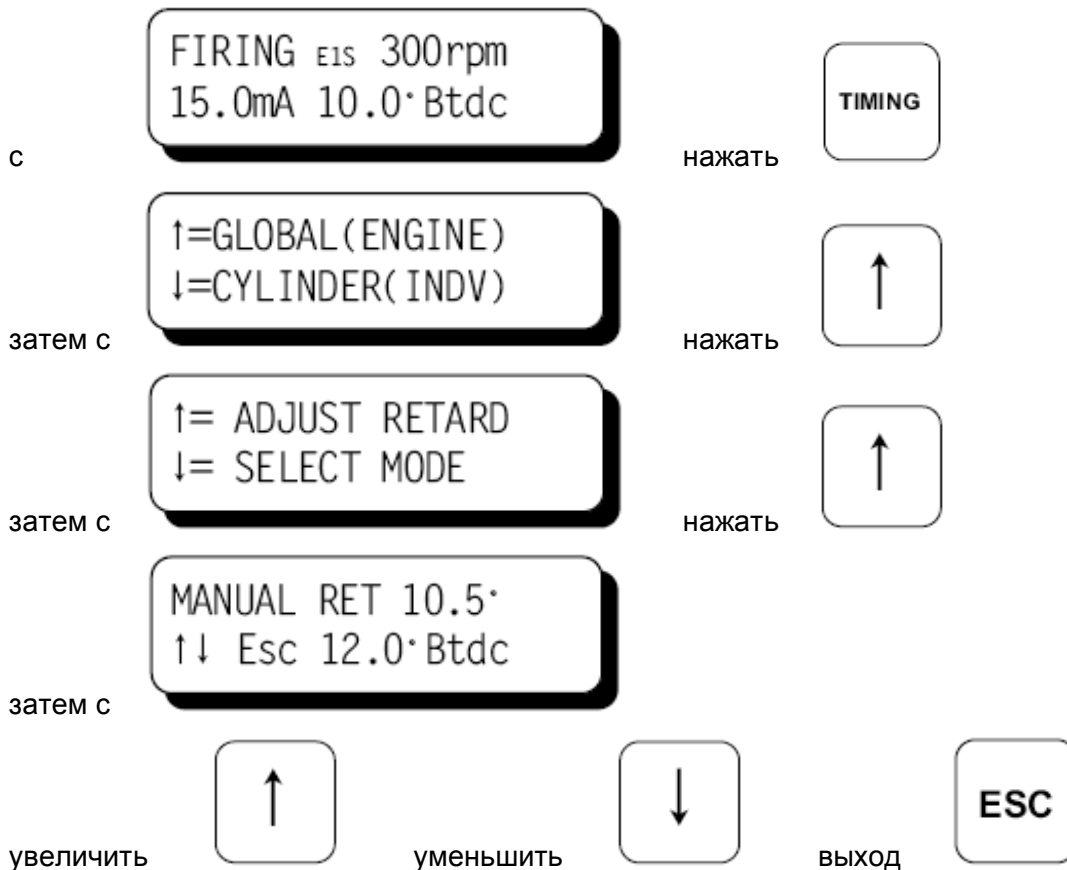 FIRING E1S 300rpm
15.0mA 10.0°Btdc
с нажать TIMING
↑=GLOBAL(ENGINE)
↓=CYLINDER(INDV)
затем с нажать ↑
↑= ADJUST RETARD
↓= SELECT MODE
затем с нажать ↑
MANUAL RET 10.5°
↑↓ Esc 12.0°Btdc
затем с
увеличить ↑ уменьшить ↓ выход ESC